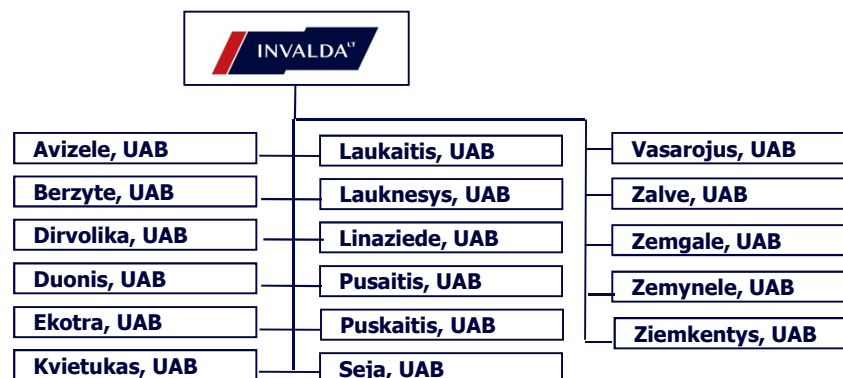 INVALDA LT
Avizele, UAB
Berzyte, UAB
Dirvolika, UAB
Duonis, UAB
Ekotra, UAB
Kvietukas, UAB
Laukaitis, UAB
Lauknesys, UAB
Linaziede, UAB
Pusaitis, UAB
Puskaitis, UAB
Seja, UAB
Vasarojus, UAB
Zalve, UAB
Zemgale, UAB
Zemynele, UAB
Ziemkentys, UAB